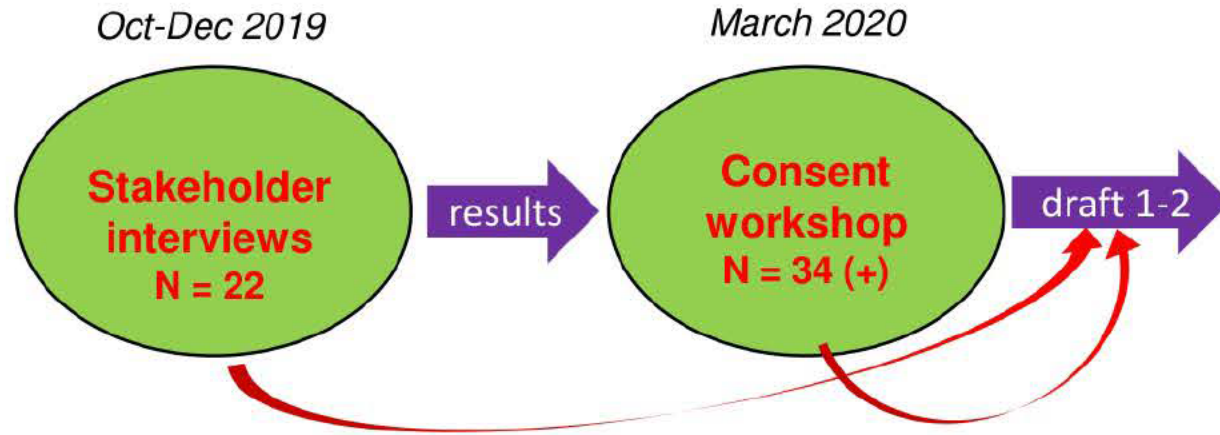 Oct-Dec 2019
March 2020
Stakeholder
interviews
N = 22
results
Consent
workshop
N = 34 (+)
draft 1-2